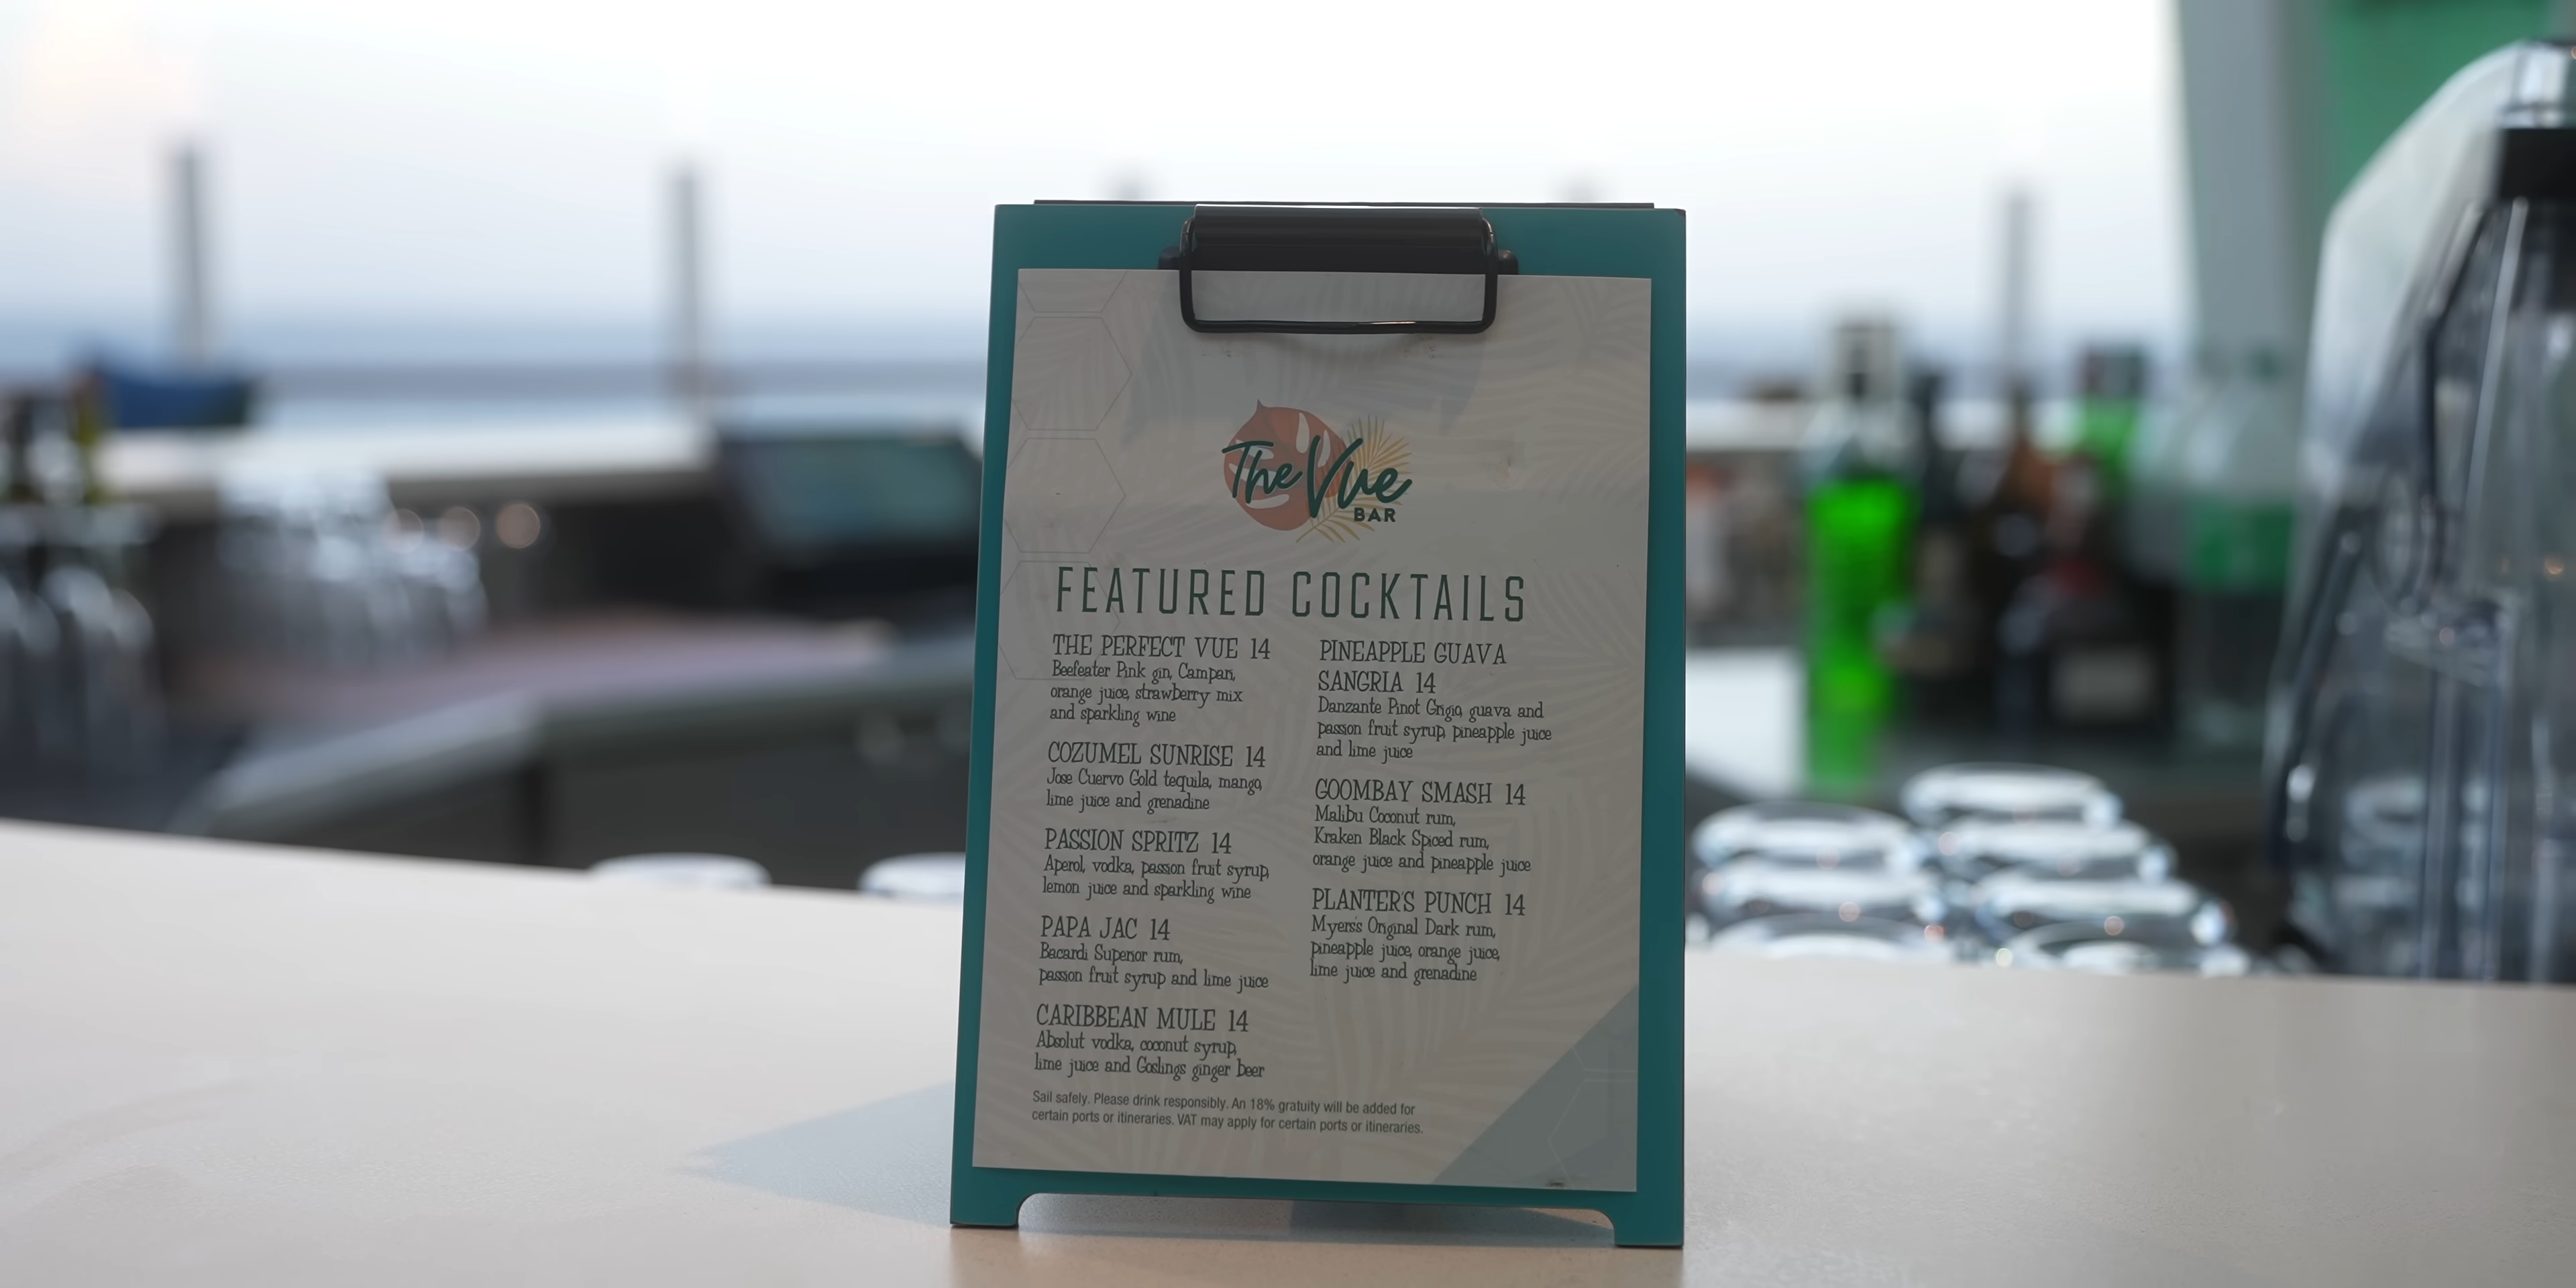 The Vue
BAR
FEATURED COCKTAILS
THE PERFECT VUE 14
Beefeater Pink gin, Campari,
orange juice, strawberry mix
and sparkling wine
COZUMEL SUNRISE 14
Jose Cuervo Gold tequila, mango,
lime juice and grenadine
PASSION SPRITZ 14
Aperol, vodka, passion fruit syrup,
lemon juice and sparkling wine
PAPA JAC 14
Bacardi Superior rum,
passion fruit syrup and lime juice
CARIBBEAN MULE 14
Absolut vodka, coconut syrup,
lime juice and Goslings ginger beer
PINEAPPLE GUAVA
SANGRIA 14
Danzante Pinot Grigio, guava and
passion fruit syrup, pineapple juice
and lime juice
GOOMBAY SMASH 14
Malibu Coconut rum,
Kraken Black Spiced rum,
orange juice and pineapple juice
PLANTER'S PUNCH 14
Myers's Original Dark rum,
pineapple juice, orange juice,
lime juice and grenadine
Sail safely. Please drink responsibly. An 18% gratuity will be added for
certain ports or itineraries. VAT may apply for certain ports or itineraries.